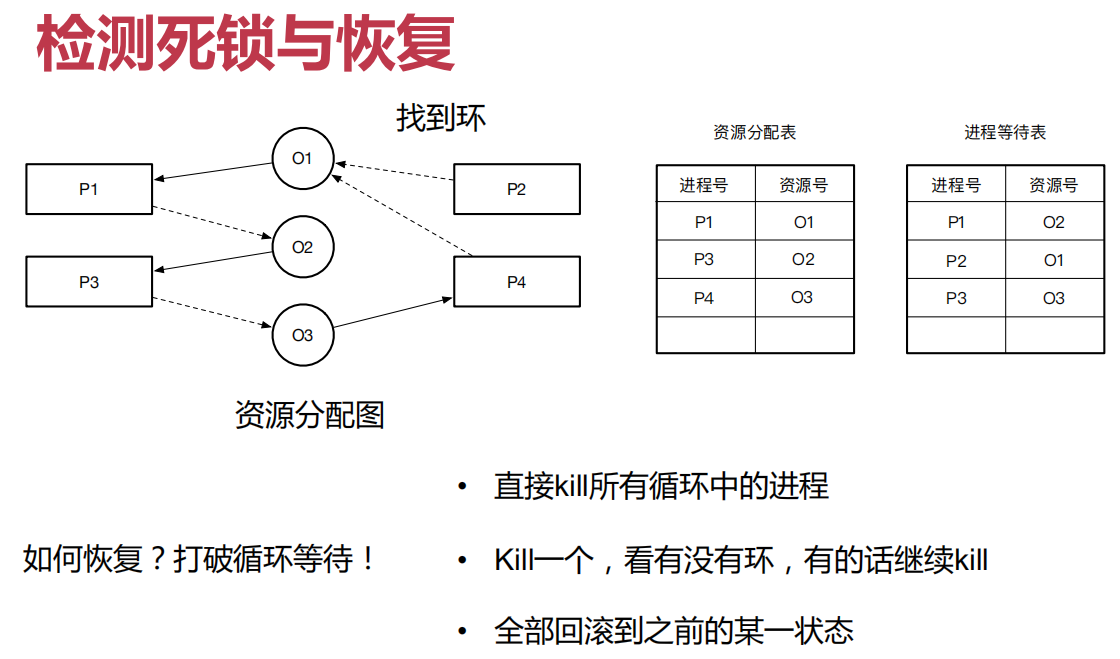 检测死锁与恢复
找到环
P1
O1
P2
O2
P3
P4
O3
资源分配图
资源分配表
进程号 资源号
P1 O1
P3 O2
P4 O3
进程等待表
进程号 资源号
P1 O2
P2 O1
P3 O3
如何恢复？打破循环等待！
• 直接kill所有循环中的进程
• Kill一个，看有没有环，有的话继续kill
• 全部回滚到之前的某一状态